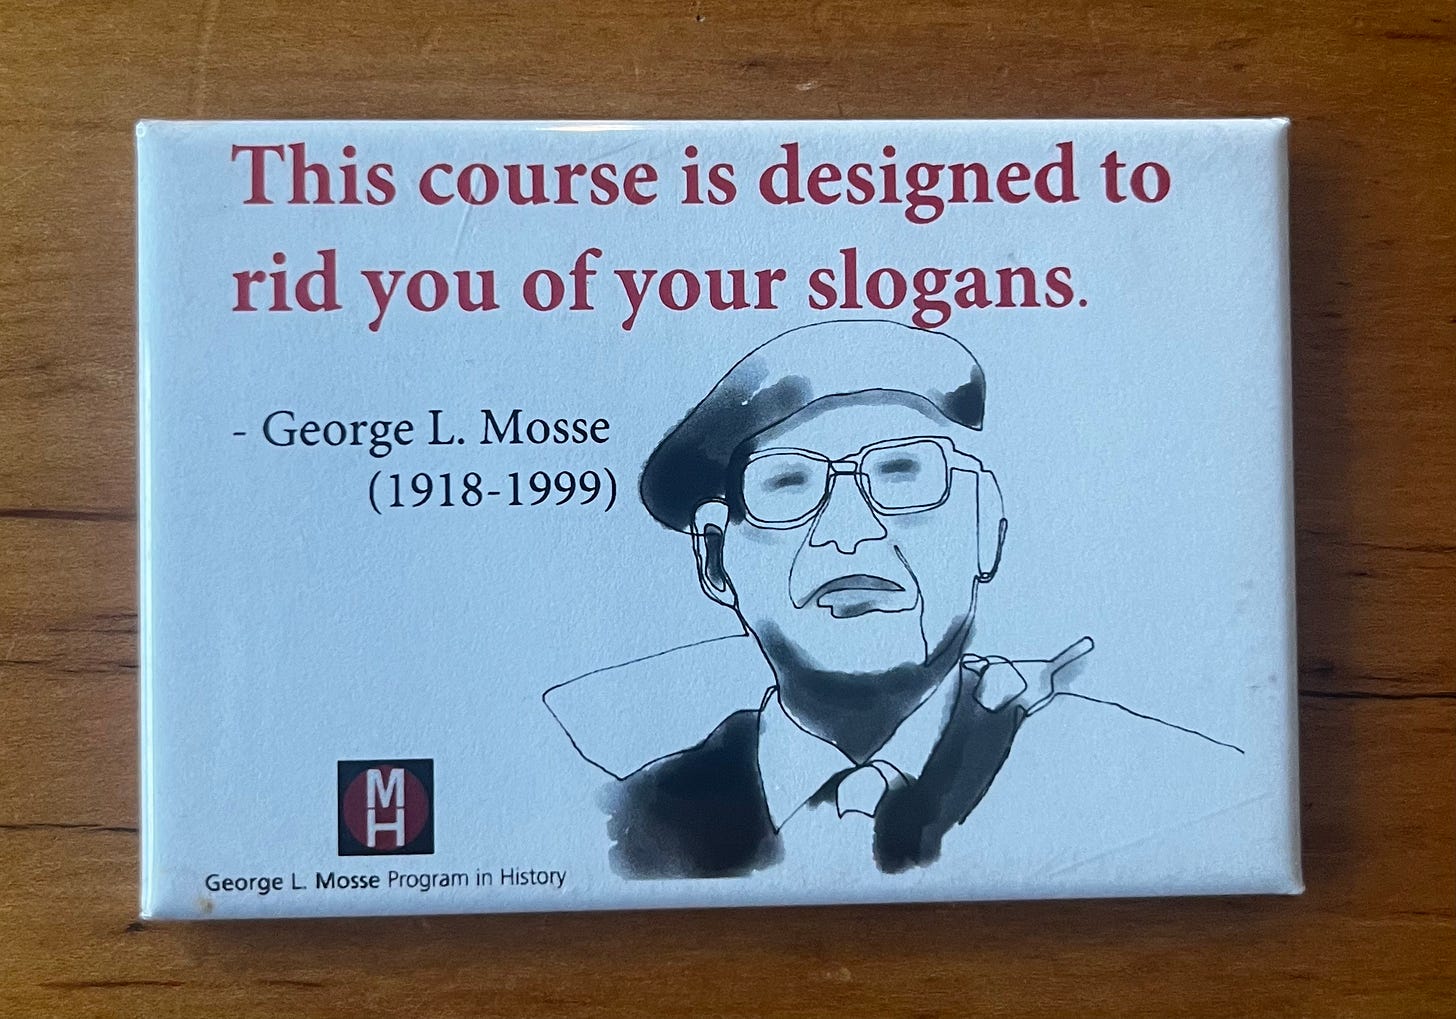 This course is designed to
rid you of your slogans.
- George L. Mosse
(1918-1999)
M
H
George L. Mosse Program in History